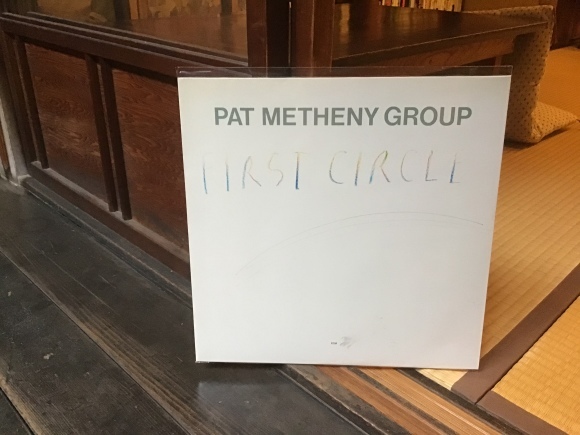 PAT METHENY GROUP
FIRST CIRCLE